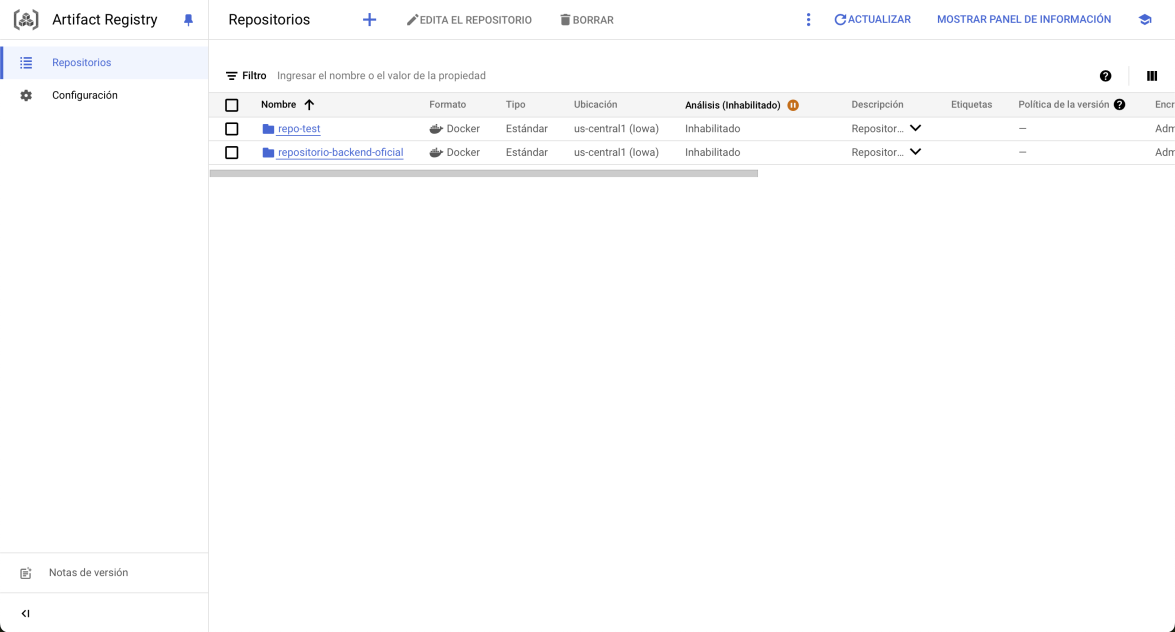 Artifact Registry
Repositorios
EDITA EL REPOSITORIO
BORRAR
ACTUALIZAR
MOSTRAR PANEL DE INFORMACIÓN
Repositorios
Configuración
Filtro Ingresar el nombre o el valor de la propiedad
Nombre Formato Tipo Ubicación Análisis (Inhabilitado) Descripción Etiquetas Política de la versión Encr
repo-test Docker Estándar us-central1 (Iowa) Inhabilitado Repositor... – Adm
repositorio-backend-oficial Docker Estándar us-central1 (Iowa) Inhabilitado Repositor... – Adm
Notas de versión